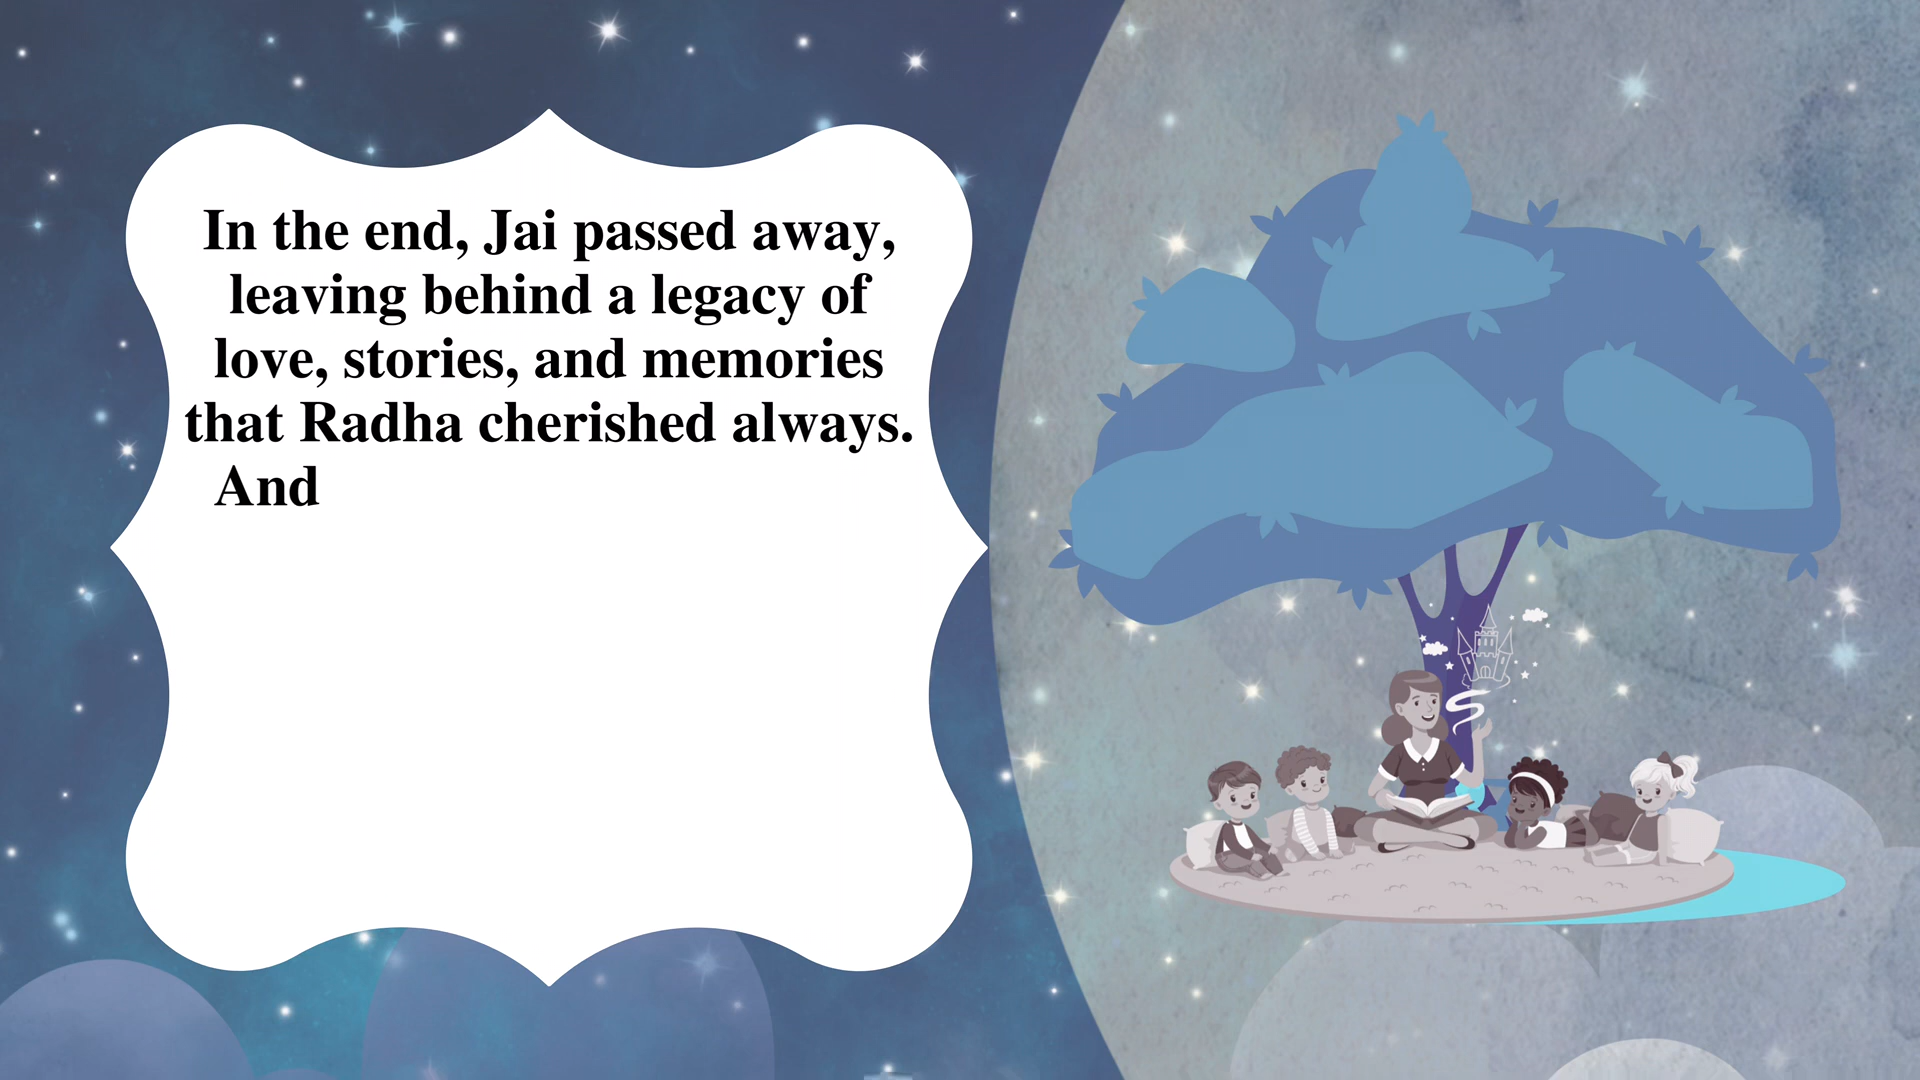 In the end, Jai passed away,
leaving behind a legacy of
love, stories, and memories
that Radha cherished always.
And